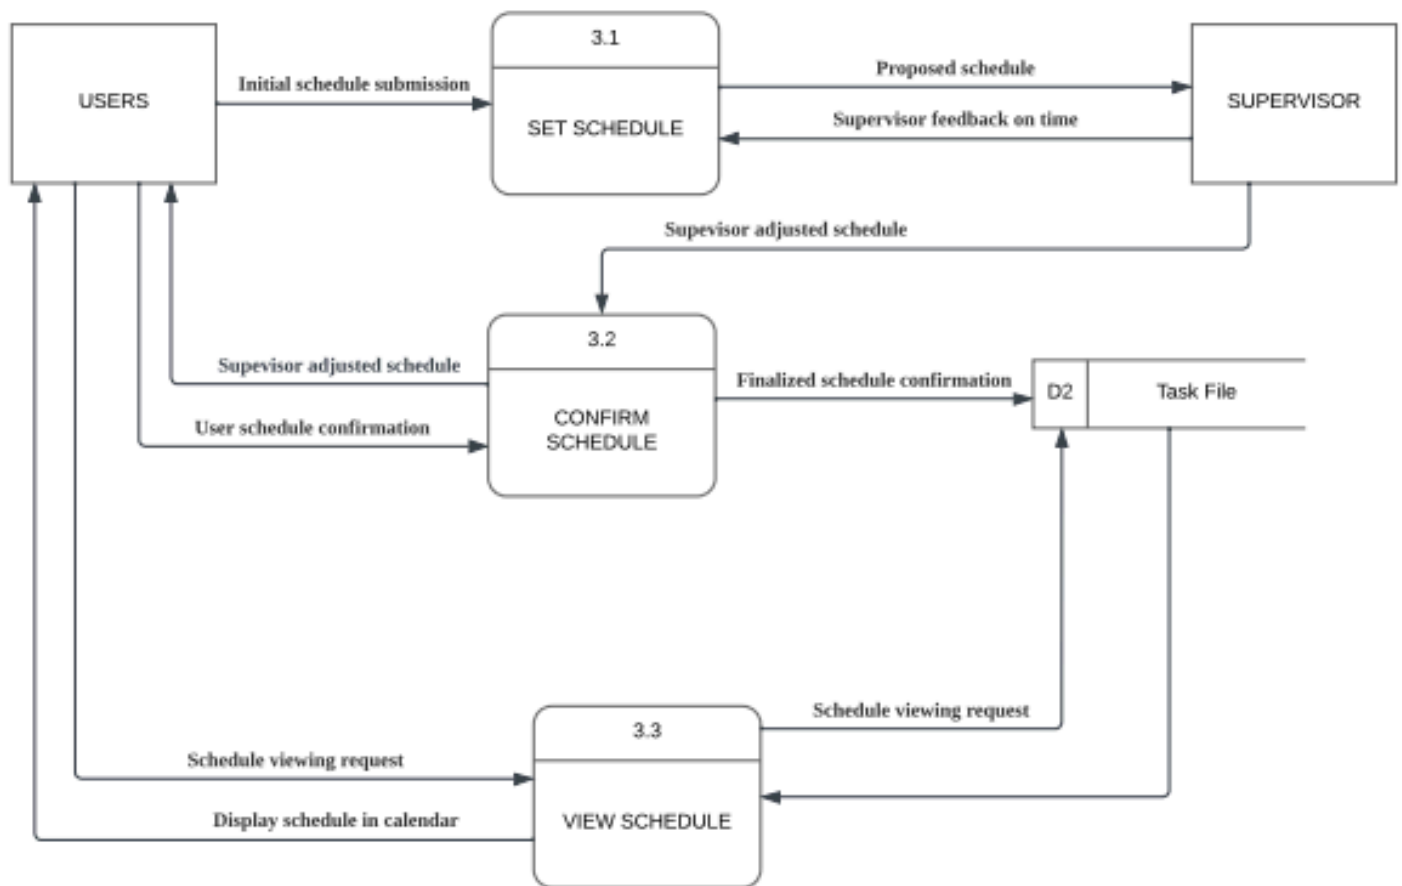 3.1
USERS
Initial schedule submission
SET SCHEDULE
Proposed schedule
Supervisor feedback on time
SUPERVISOR
Supevisor adjusted schedule
3.2
Supevisor adjusted schedule
User schedule confirmation
CONFIRM
SCHEDULE
Finalized schedule confirmation
D2
Task File
3.3
Schedule viewing request
Schedule viewing request
Display schedule in calendar
VIEW SCHEDULE